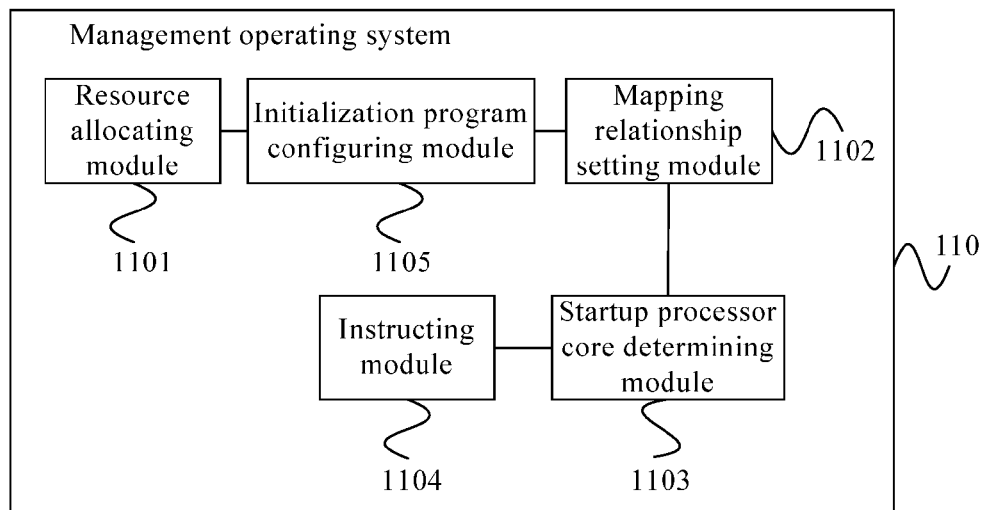 Management operating system
Resource
allocating
module
Initialization program
configuring module
Mapping
relationship
setting module
1102
1101
1105
110
Instructing
module
Startup processor
core determining
module
1104
1103